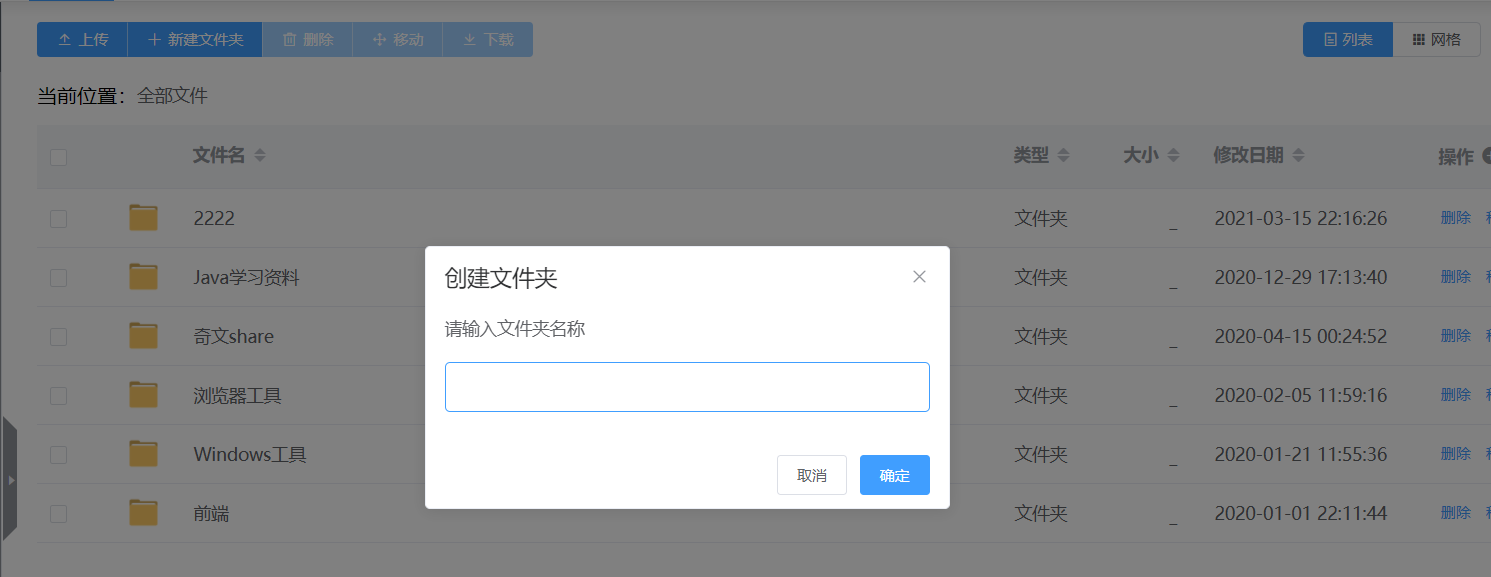 上传 新建文件夹 删除 移动 下载 列表 网格
当前位置： 全部文件
文件名 类型 大小 修改日期 操作
2222 文件夹 _ 2021-03-15 22:16:26 删除
Java学习资料 文件夹 _ 2020-12-29 17:13:40 删除
奇文share 文件夹 _ 2020-04-15 00:24:52 删除
浏览器工具 文件夹 _ 2020-02-05 11:59:16 删除
Windows工具 文件夹 _ 2020-01-21 11:55:36 删除
前端 文件夹 _ 2020-01-01 22:11:44 删除
创建文件夹
请输入文件夹名称
取消 确定